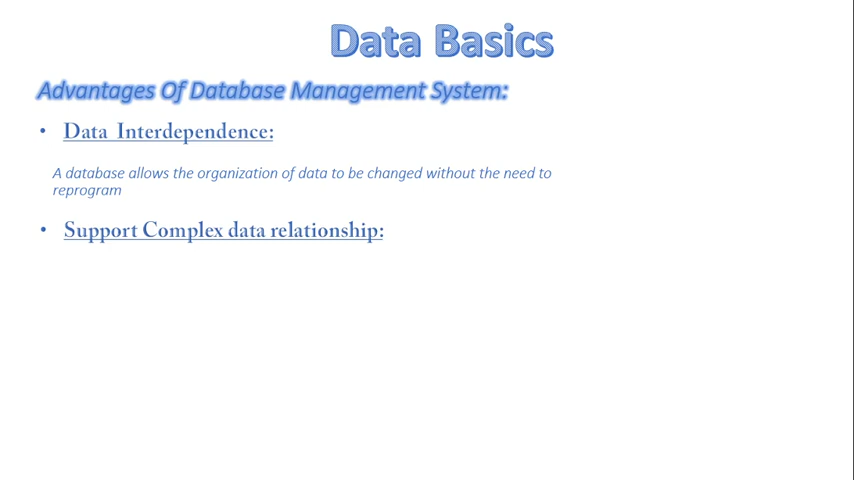 Data Basics
Advantages Of Database Management System:
• Data Interdependence:
A database allows the organization of data to be changed without the need to
reprogram
• Support Complex data relationship: